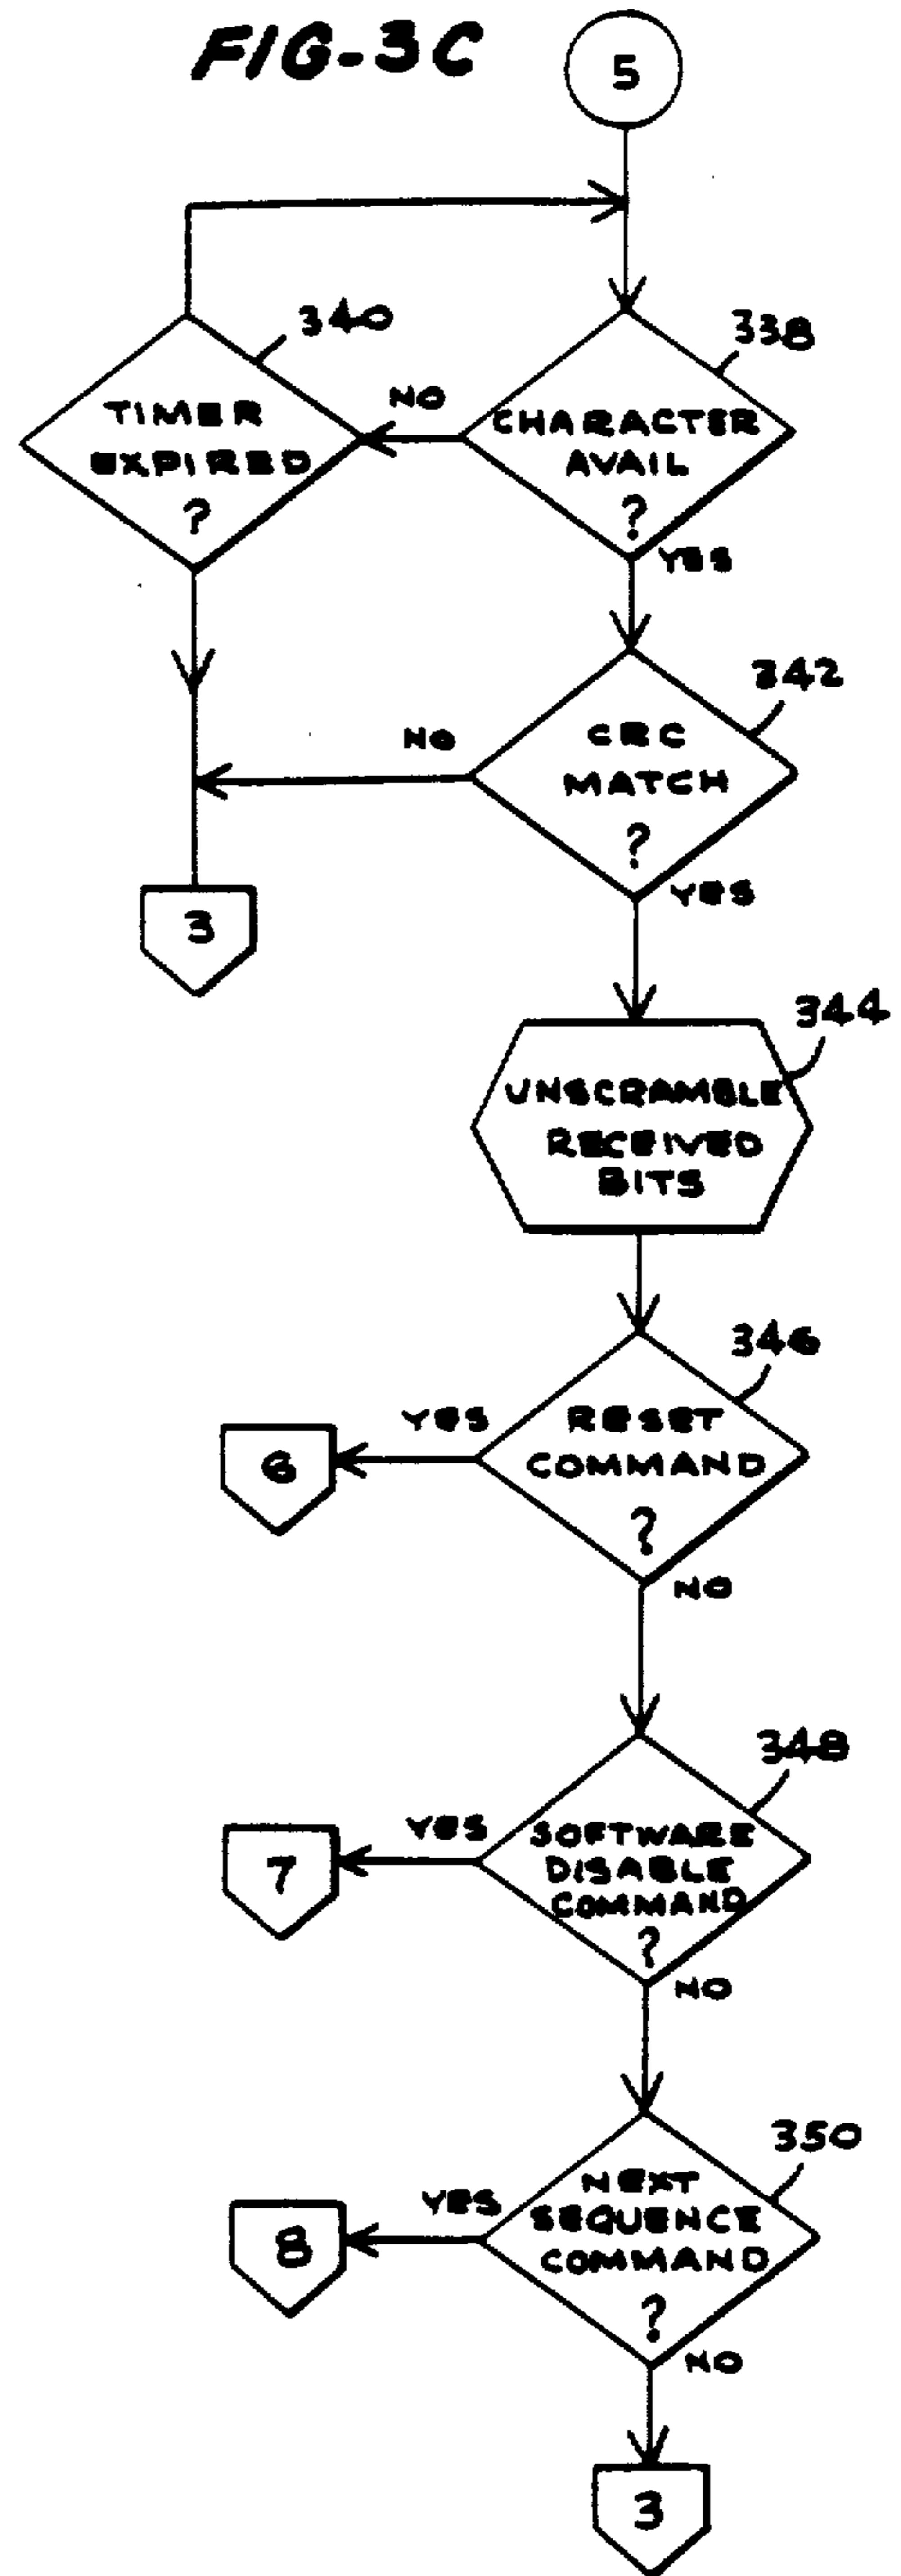 FIG-3C
5
340
338
TIMER
EXPIRED
?
NO
CHARACTER
AVAIL
?
YES
342
NO
CRC
MATCH
?
YES
3
344
UNSCRAMBLE
RECEIVED
BITS
346
YES
RESET
COMMAND
?
6
NO
348
YES
SOFTWARE
DISABLE
COMMAND
?
7
NO
350
YES
NEXT
SEQUENCE
COMMAND
?
8
NO
3